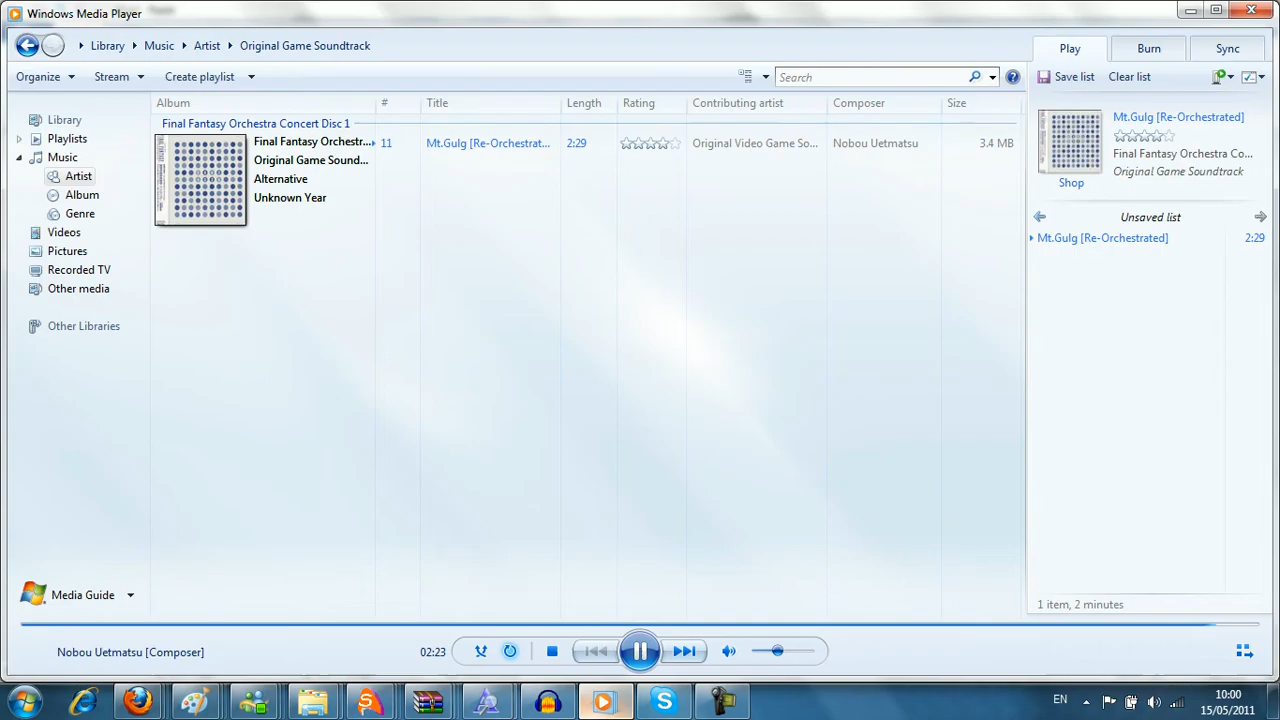 Windows Media Player
Library Music Artist Original Game Soundtrack
Play Burn Sync
Organize Stream Create playlist
Search
Save list Clear list
Album # Title Length Rating Contributing artist Composer Size
Library
Playlists
Music
Artist
Album
Genre
Videos
Pictures
Recorded TV
Other media
Other Libraries
Media Guide
Final Fantasy Orchestra Concert Disc 1
Final Fantasy Orchestr... 11 Mt.Gulg [Re-Orchestrat... 2:29 Original Video Game So... Nobou Uetmatsu 3.4 MB
Original Game Sound...
Alternative
Unknown Year
Mt.Gulg [Re-Orchestrated]
Final Fantasy Orchestra Co...
Original Game Soundtrack
Shop
Unsaved list
Mt.Gulg [Re-Orchestrated] 2:29
1 item, 2 minutes
Nobou Uetmatsu [Composer] 02:23
EN
10:00
15/05/2011